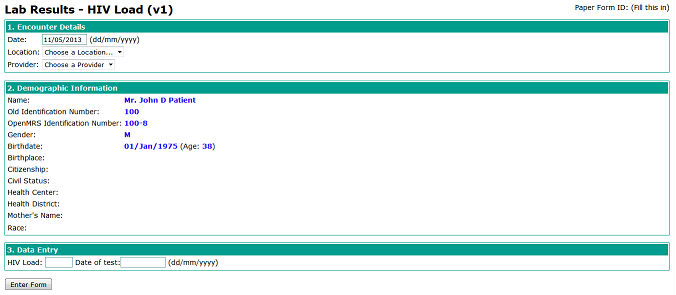 Lab Results - HIV Load (v1)
Paper Form ID: (Fill this in)
1. Encounter Details
Date: 11/05/2013 (dd/mm/yyyy)
Location: Choose a Location...
Provider: Choose a Provider
2. Demographic Information
Name: Mr. John D Patient
Old Identification Number: 100
OpenMRS Identification Number: 100-8
Gender: M
Birthdate: 01/Jan/1975 (Age: 38)
Birthplace:
Citizenship:
Civil Status:
Health Center:
Health District:
Mother's Name:
Race:
3. Data Entry
HIV Load: Date of test: (dd/mm/yyyy)
Enter Form